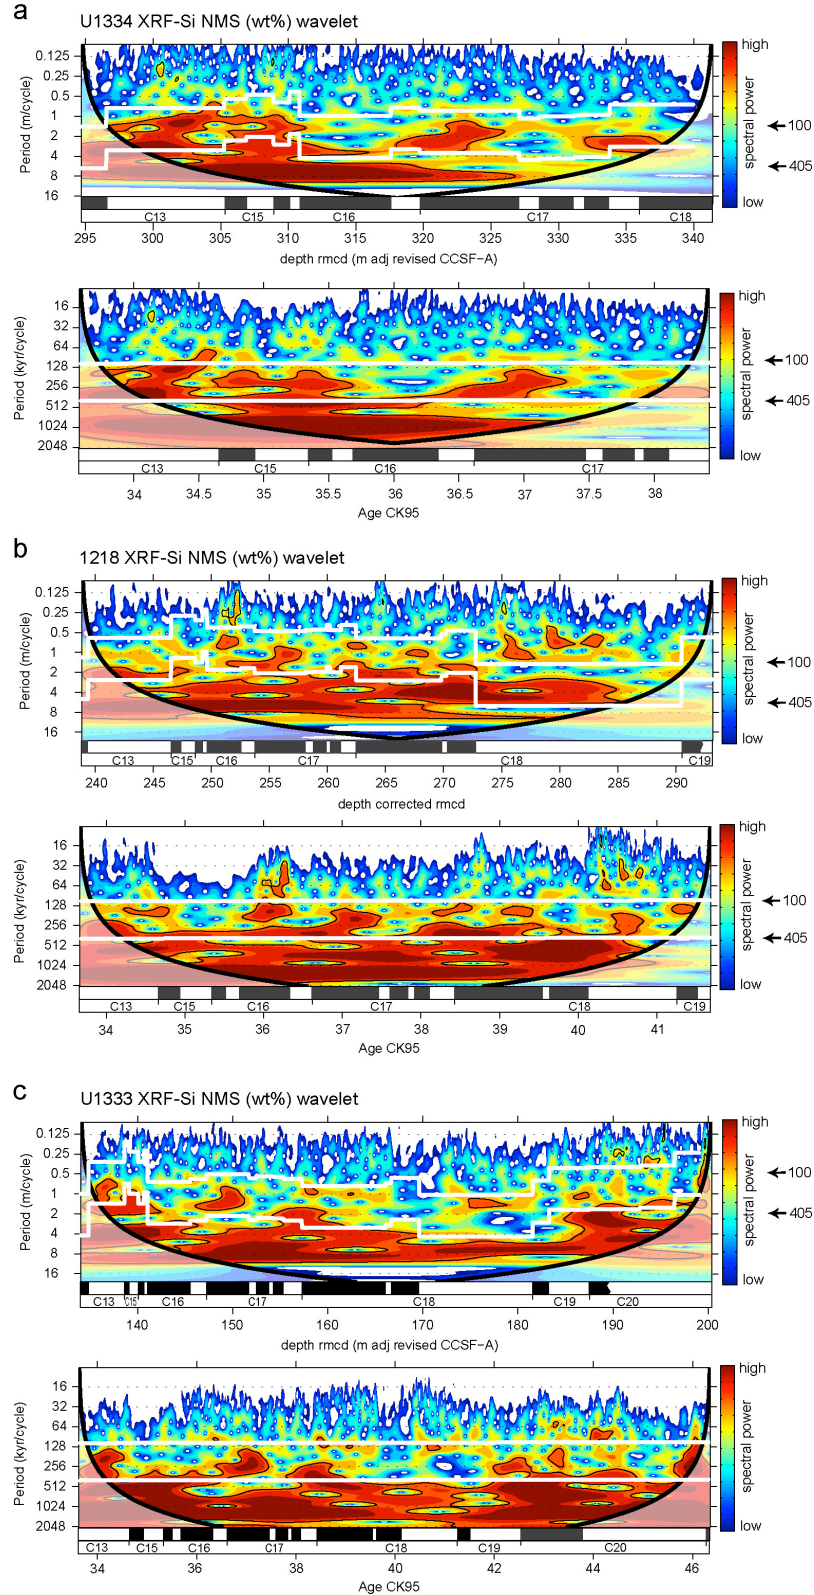 a
U1334 XRF-Si NMS (wt%) wavelet
Period (m/cycle)
0.125
0.25
0.5
1
2
4
8
16
C13 C15 C16 C17 C18
295 300 305 310 315 320 325 330 335 340
depth rmcd (m adj revised CCSF−A)
high
spectral power
low
100
405
Period (kyr/cycle)
16
32
64
128
256
512
1024
2048
C13 C15 C16 C17
34 34.5 35 35.5 36 36.5 37 37.5 38
Age CK95
high
spectral power
low
100
405
b
1218 XRF-Si NMS (wt%) wavelet
Period (m/cycle)
0.125
0.25
0.5
1
2
4
8
16
C13 C15 C16 C17 C18 C19
240 245 250 255 260 265 270 275 280 285 290
depth corrected rmcd
high
spectral power
low
100
405
Period (kyr/cycle)
16
32
64
128
256
512
1024
2048
C13 C15 C16 C17 C18 C19
34 35 36 37 38 39 40 41
Age CK95
high
spectral power
low
100
405
c
U1333 XRF-Si NMS (wt%) wavelet
Period (m/cycle)
0.125
0.25
0.5
1
2
4
8
16
C13 C15 C16 C17 C18 C19 C20
140 150 160 170 180 190 200
depth rmcd (m adj revised CCSF−A)
high
spectral power
low
100
405
Period (kyr/cycle)
16
32
64
128
256
512
1024
2048
C13 C15 C16 C17 C18 C19 C20
34 36 38 40 42 44 46
Age CK95
high
spectral power
low